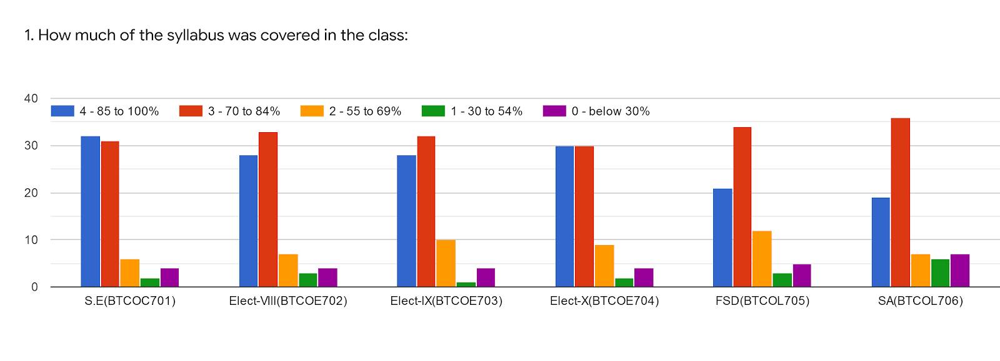 1. How much of the syllabus was covered in the class:
40
4 - 85 to 100% 3 - 70 to 84% 2 - 55 to 69% 1 - 30 to 54% 0 - below 30%
30
20
10
0
S.E(BTCOC701) Elect-VIII(BTCOE702) Elect-IX(BTCOE703) Elect-X(BTCOE704) FSD(BTCOL705) SA(BTCOL706)